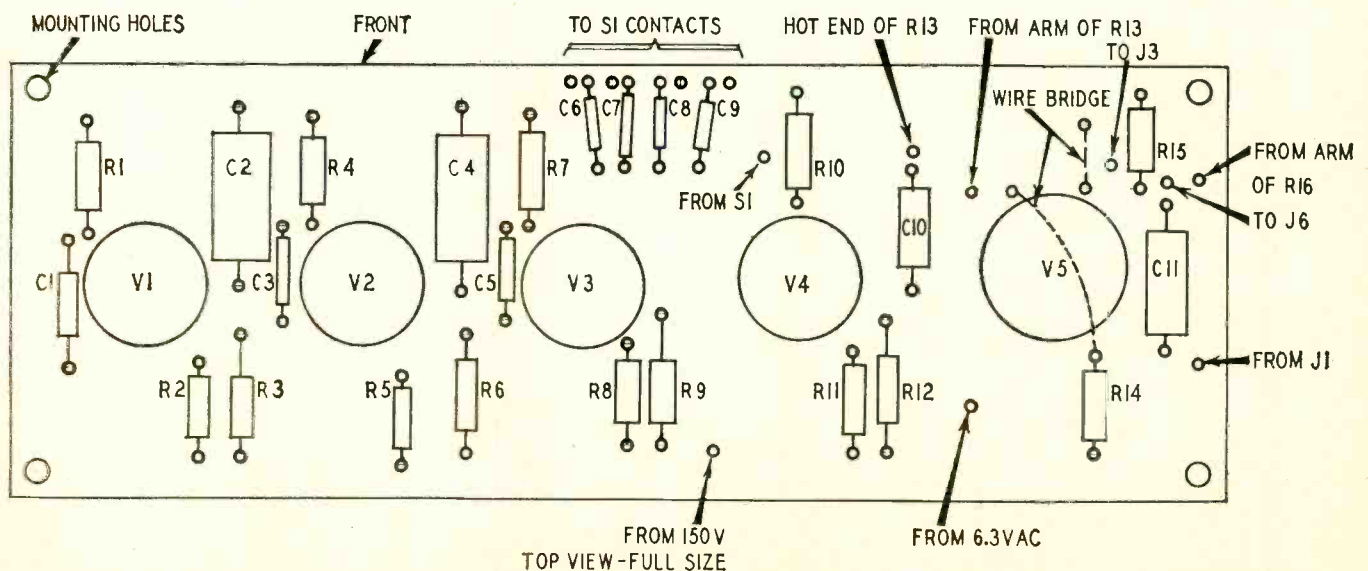 MOUNTING HOLES
FRONT
TO S1 CONTACTS
HOT END OF R13
FROM ARM OF R13
TO J3
WIRE BRIDGE
C6
C7
C8
C9
R1
C2
R4
C4
R7
R10
R15
FROM ARM
OF R16
TO J6
FROM S1
C10
C1
V1
C3
V2
C5
V3
V4
V5
C11
R2
R3
R5
R6
R8
R9
R11
R12
R14
FROM J1
FROM 150V
FROM 6.3VAC
TOP VIEW-FULL SIZE